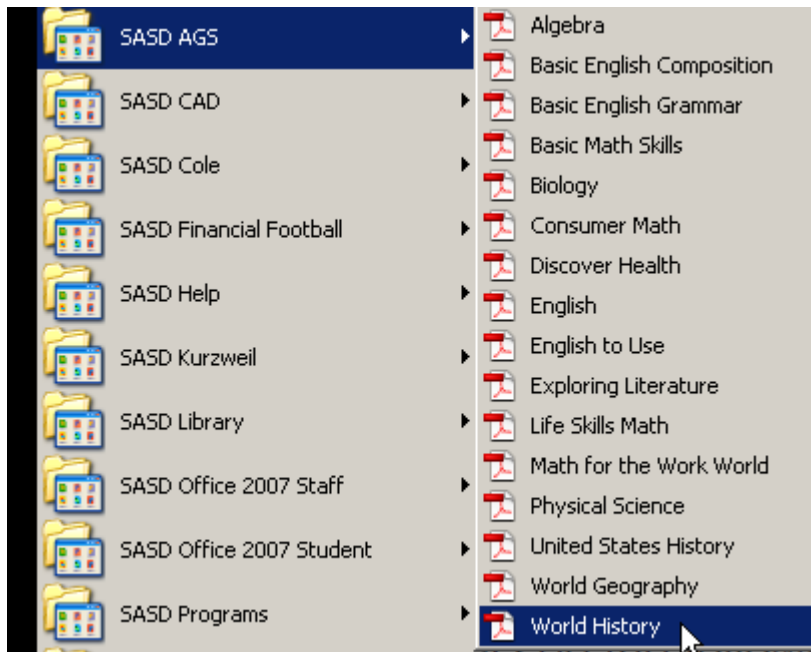 SASD AGS
SASD CAD
SASD Cole
SASD Financial Football
SASD Help
SASD Kurzweil
SASD Library
SASD Office 2007 Staff
SASD Office 2007 Student
SASD Programs
Algebra
Basic English Composition
Basic English Grammar
Basic Math Skills
Biology
Consumer Math
Discover Health
English
English to Use
Exploring Literature
Life Skills Math
Math for the Work World
Physical Science
United States History
World Geography
World History